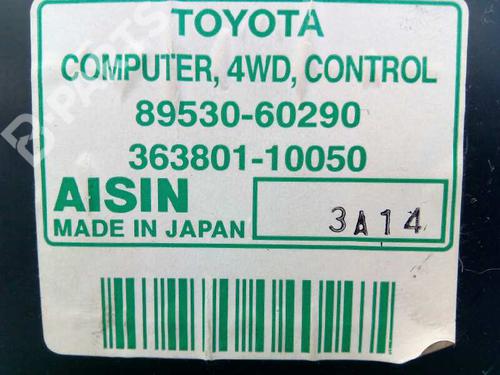 TOYOTA
COMPUTER, 4WD, CONTROL
89530-60290
363801-10050
AISIN
MADE IN JAPAN
3A14